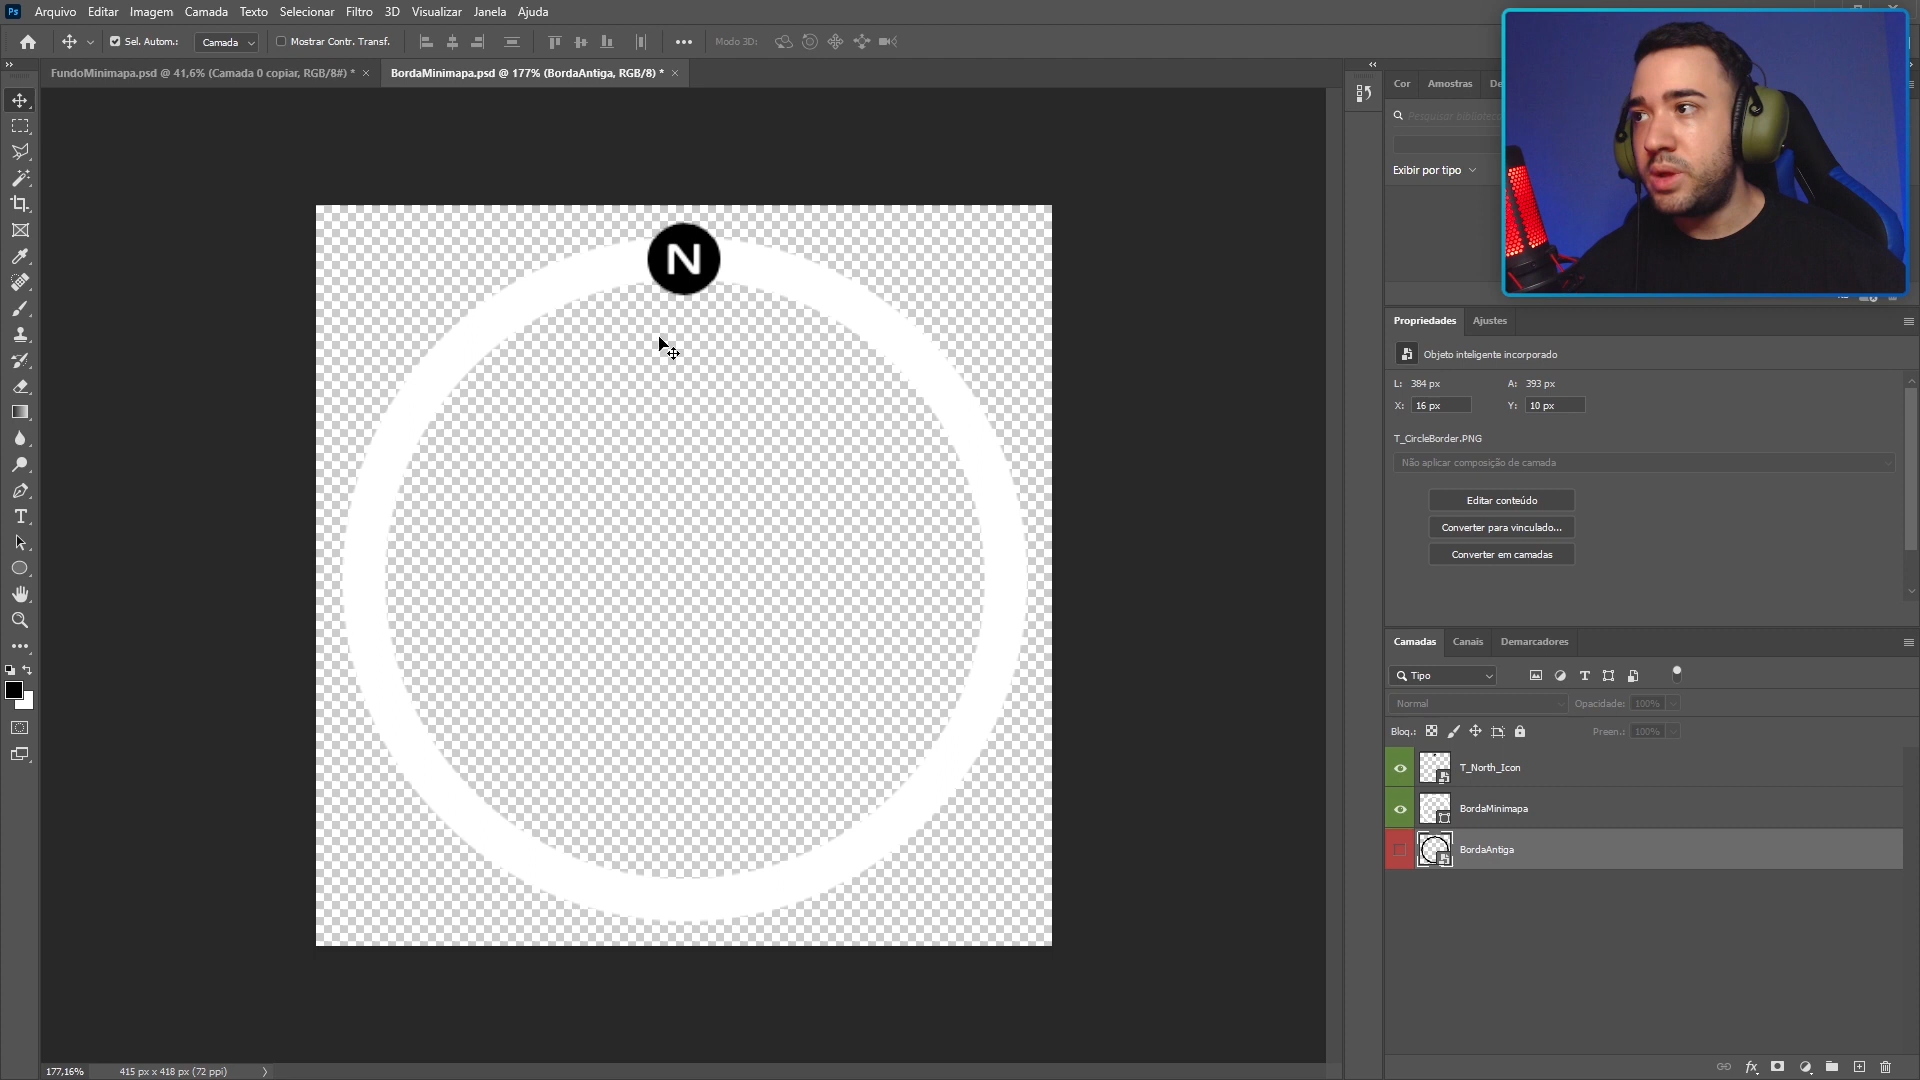 Ps Arquivo Editar Imagem Camada Texto Selecionar Filtro 3D Visualizar Janela Ajuda
Sel. Autom.: Camada Mostrar Contr. Transf. Modo 3D:
FundoMinimapa.psd @ 41,6% (Camada 0 copiar, RGB/8#) * ×
BordaMinimapa.psd @ 177% (BordaAntiga, RGB/8) * ×
N
Cor Amostras
Pesquisar biblioteca
Exibir por tipo
Propriedades Ajustes
Objeto inteligente incorporado
L: 384 px A: 393 px
X: 16 px Y: 10 px
T_CircleBorder.PNG
Não aplicar composição de camada
Editar conteúdo
Converter para vinculado...
Converter em camadas
Camadas Canais Demarcadores
Tipo
Normal Opacidade: 100%
Bloq.: Preen.: 100%
T_North_Icon
BordaMinimapa
BordaAntiga
177,16% 415 px x 418 px (72 ppi)